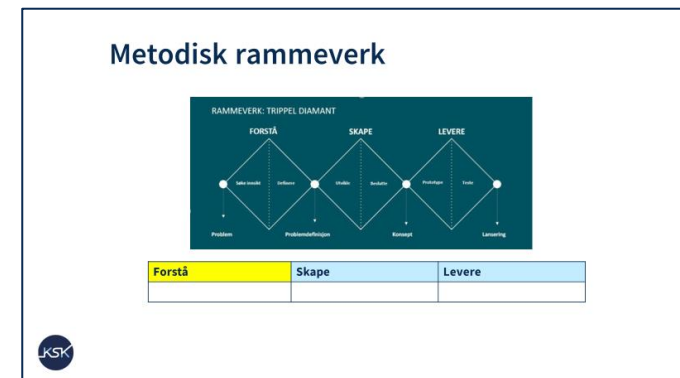 Metodisk rammeverk
RAMMEVERK: TRIPPEL DIAMANT
FORSTÅ SKAPE LEVERE
Søke innsikt Definere Utvikle Beslutte Prototype Teste
Problem Problemdefinisjon Konsept Lansering
Forstå Skape Levere
KSK